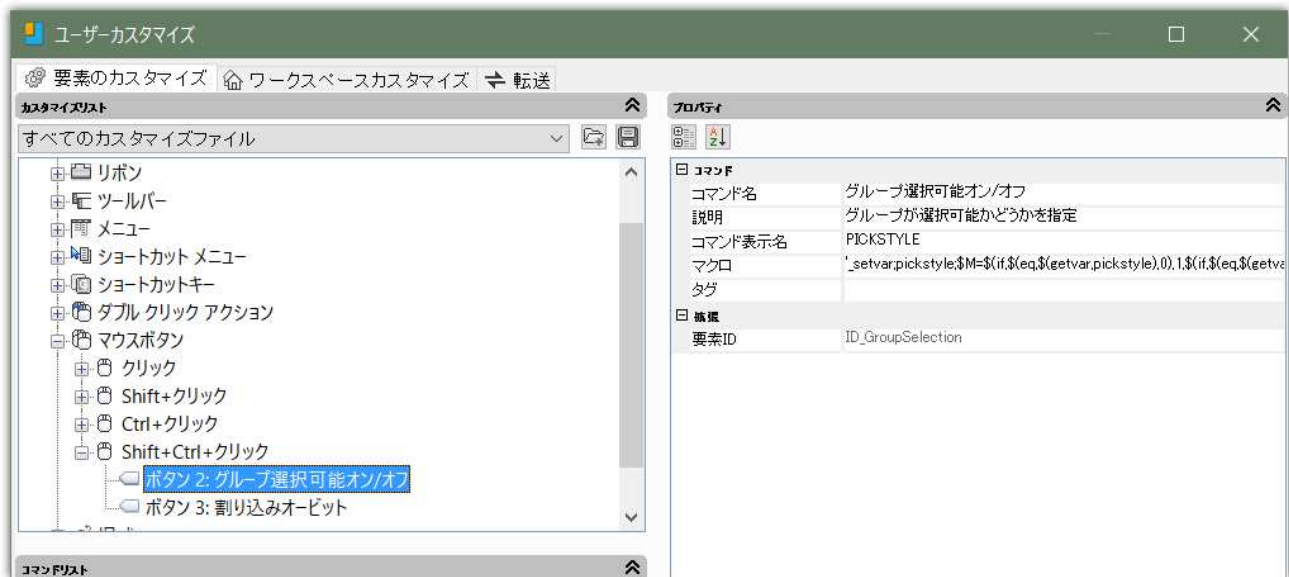 ユーザーカスタマイズ
要素のカスタマイズ ワークスペースカスタマイズ 転送
カスタマイズリスト
すべてのカスタマイズファイル
リボン
ツールバー
メニュー
ショートカット メニュー
ショートカットキー
ダブル クリック アクション
マウスボタン
クリック
Shift+クリック
Ctrl+クリック
Shift+Ctrl+クリック
ボタン 2: グループ選択可能オン/オフ
ボタン 3: 割り込みオービット
コマンドリスト
プロパティ
コマンド
コマンド名 グループ選択可能オン/オフ
説明 グループが選択可能かどうかを指定
コマンド表示名 PICKSTYLE
マクロ '_setvar;pickstyle;$M=$(if,$(eq,$(getvar,pickstyle),0),1,$(if,$(eq,$(getva
タグ
拡張
要素ID ID_GroupSelection